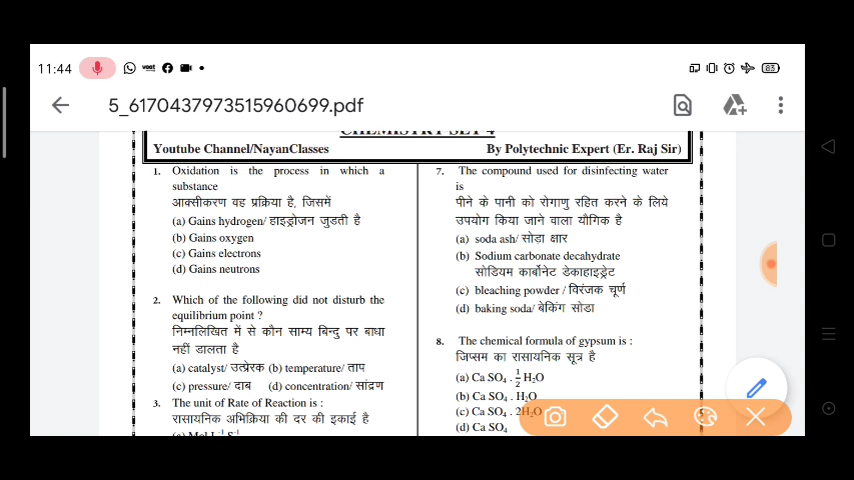 11:44
83
5_6170437973515960699.pdf
CHEMISTRY SET 4
Youtube Channel/NayanClasses
By Polytechnic Expert (Er. Raj Sir)
1. Oxidation is the process in which a
substance
आक्सीकरण वह प्रक्रिया है, जिसमें
(a) Gains hydrogen/ हाइड्रोजन जुडती है
(b) Gains oxygen
(c) Gains electrons
(d) Gains neutrons
2. Which of the following did not disturb the
equilibrium point ?
निम्नलिखित में से कौन साम्य बिन्दु पर बाधा
नहीं डालता है
(a) catalyst/ उत्प्रेरक (b) temperature/ ताप
(c) pressure/ दाब (d) concentration/ सांद्रण
3. The unit of Rate of Reaction is :
रासायनिक अभिक्रिया की दर की इकाई है
(a) Mol L⁻¹ S⁻¹
7. The compound used for disinfecting water
is
पीने के पानी को रोगाणु रहित करने के लिये
उपयोग किया जाने वाला यौगिक है
(a) soda ash/ सोड़ा क्षार
(b) Sodium carbonate decahydrate
सोडियम कार्बोनेट डेकाहाइड्रेट
(c) bleaching powder / विरंजक चूर्ण
(d) baking soda/ बेकिंग सोडा
8. The chemical formula of gypsum is :
जिप्सम का रासायनिक सूत्र है
(a) Ca SO₄ . ½ H₂O
(b) Ca SO₄ . H₂O
(c) Ca SO₄ . 2H₂O
(d) Ca SO₄